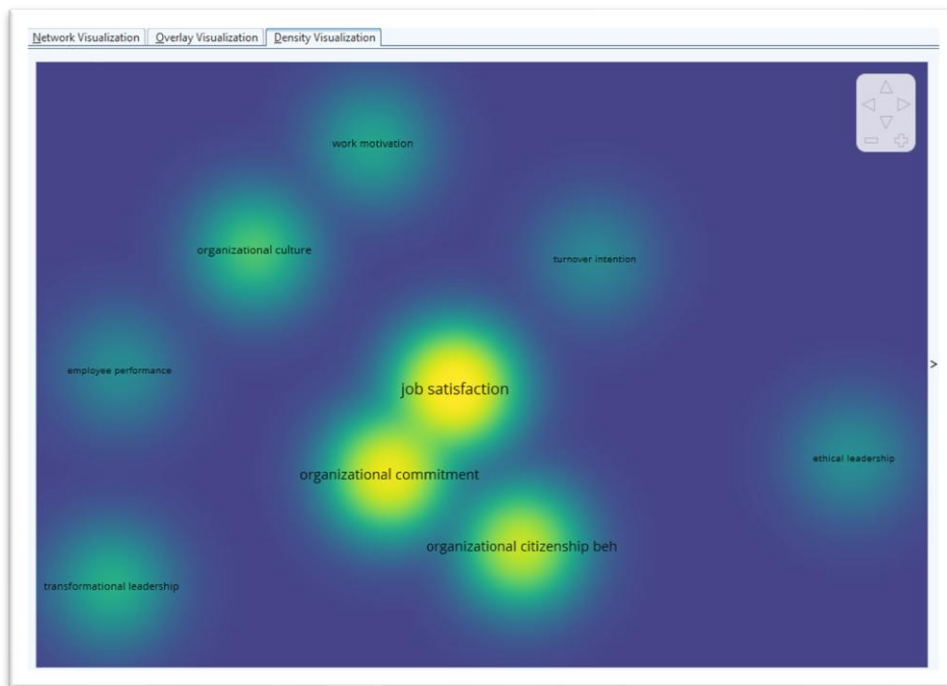 Network Visualization Overlay Visualization Density Visualization
work motivation
organizational culture
turnover intention
employee performance
job satisfaction
ethical leadership
organizational commitment
organizational citizenship beh
transformational leadership